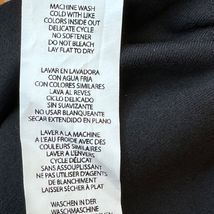 MACHINE WASH
COLD WITH LIKE
COLORS INSIDE OUT
DELICATE CYCLE
NO SOFTENER
DO NOT BLEACH
LAY FLAT TO DRY
LAVAR EN LAVADORA
CON AGUA FRIA
CON COLORES SIMILARES
LAVA AL REVES
CICLO DELICADO
SIN SUAVIZANTE
NO USAR BLANQUEANTE
SECAR EXTENDIDO EN PLANO
LAVER A LA MACHINE
A L'EAU FROIDE AVEC DES
COULEURS SIMILAIRES
LAVER À L'ENVERS
CYCLE DELICAT
SANS ASSOUPLISSANT
NE PAS UTILISER D'AGENTS
DE BLANCHIMENT
LAISSER SÉCHER À PLAT
WASCHEN IN DER
WASCHMASCHINE